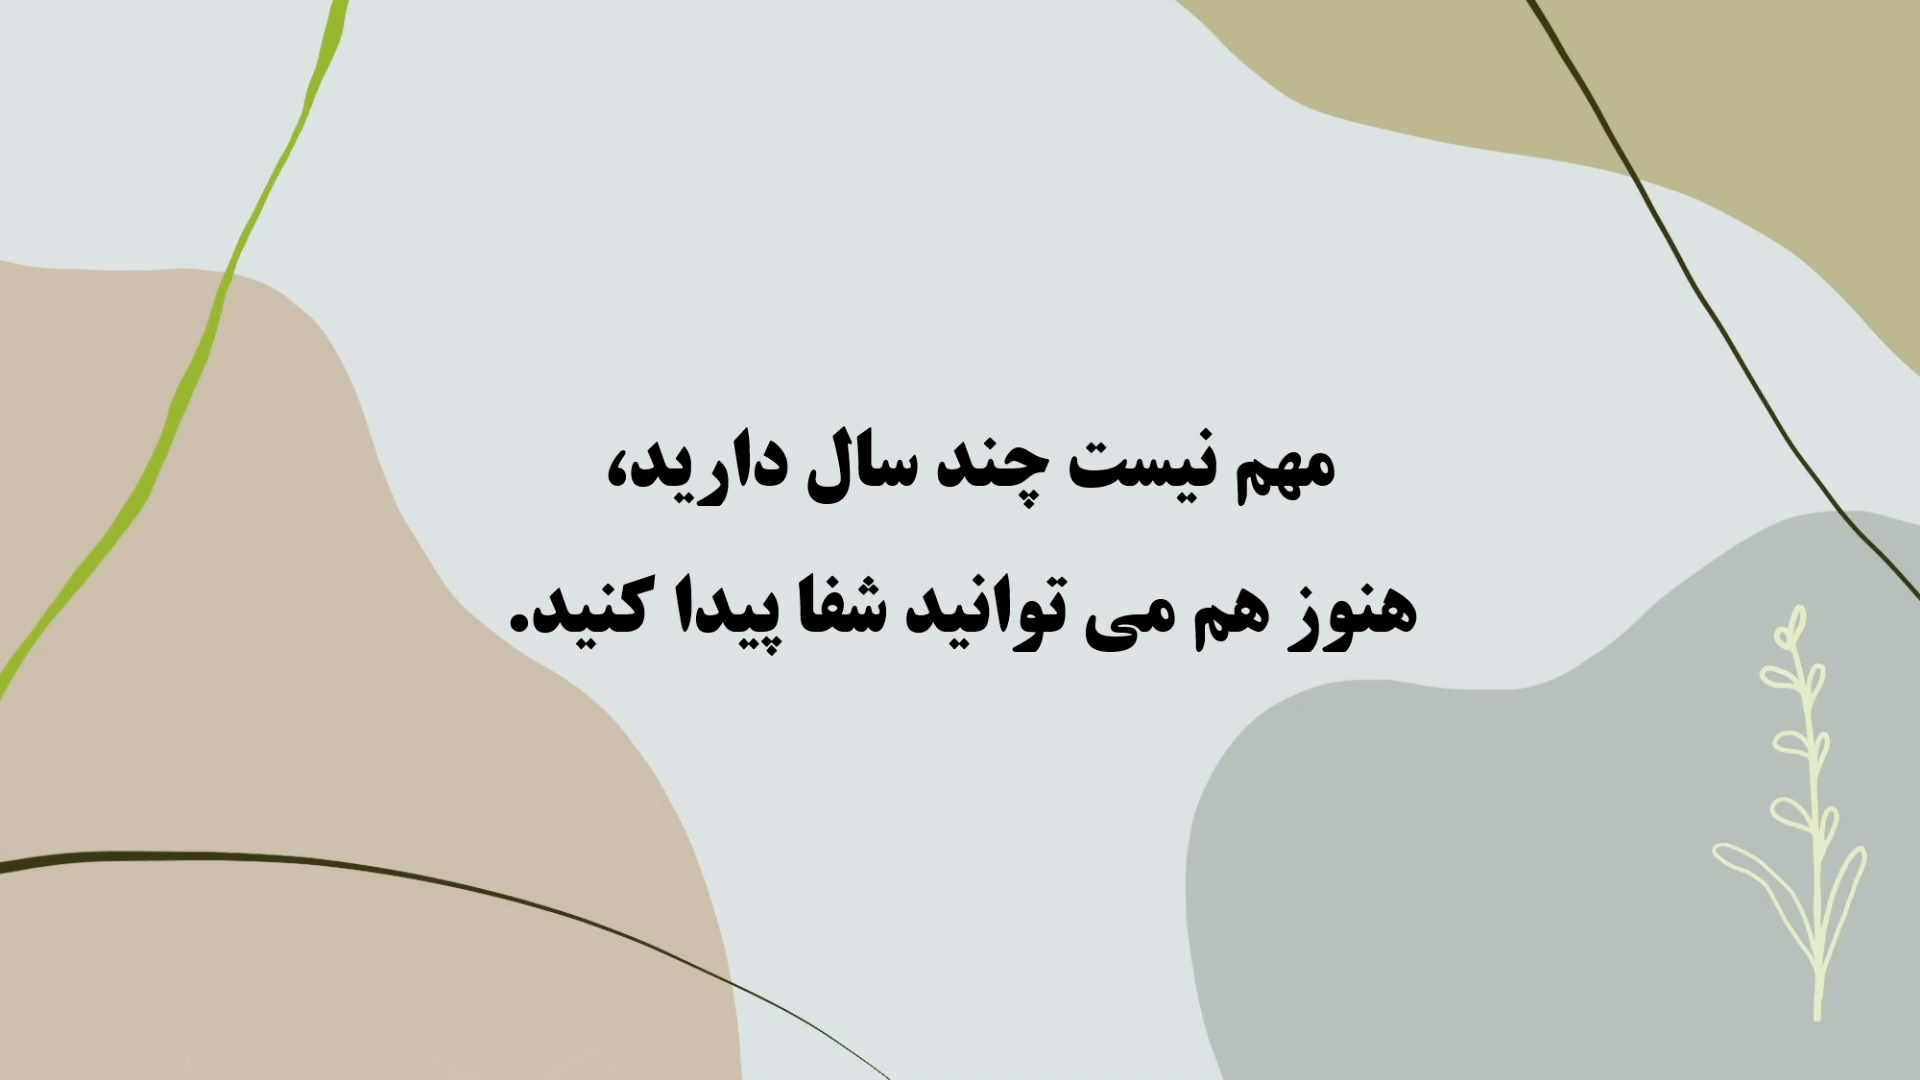 مهم نیست چند سال دارید،
هنوز هم می توانید شفا پیدا کنید.